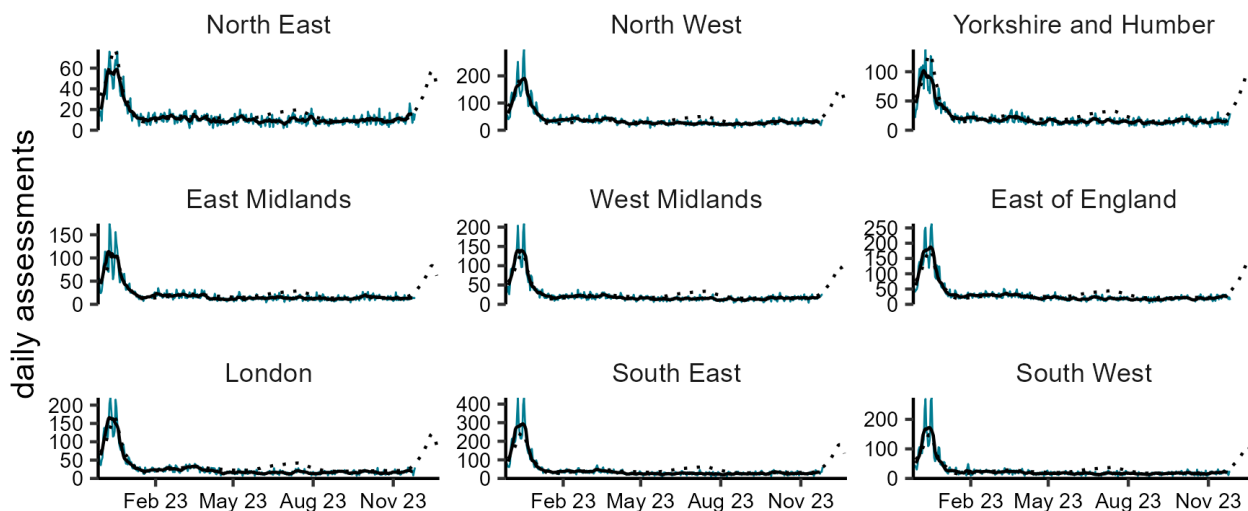 daily assessments
North East
60
40
20
0
North West
200
100
0
Yorkshire and Humber
100
50
0
East Midlands
150
100
50
0
West Midlands
200
150
100
50
0
East of England
250
200
150
100
50
0
London
200
150
100
50
0
Feb 23 May 23 Aug 23 Nov 23
South East
400
300
200
100
0
Feb 23 May 23 Aug 23 Nov 23
South West
200
100
0
Feb 23 May 23 Aug 23 Nov 23